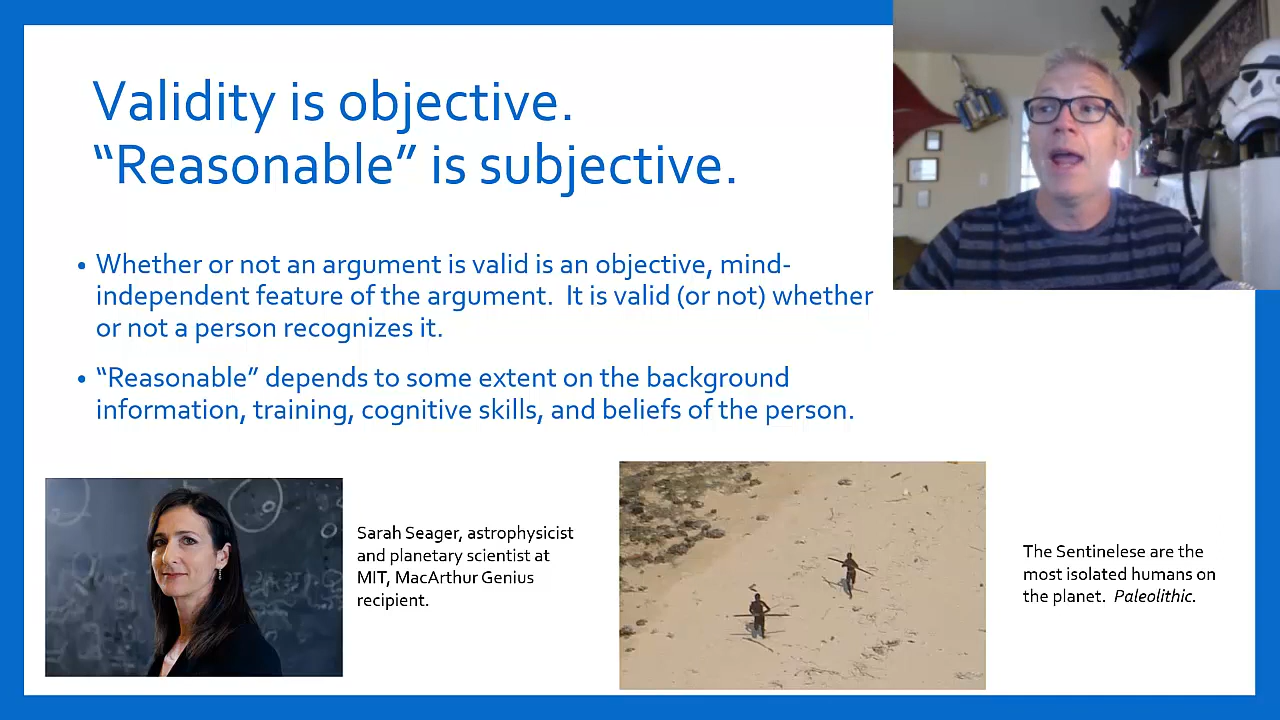 Validity is objective.
“Reasonable” is subjective.
• Whether or not an argument is valid is an objective, mind-
independent feature of the argument.  It is valid (or not) whether
or not a person recognizes it.
• “Reasonable” depends to some extent on the background
information, training, cognitive skills, and beliefs of the person.
Sarah Seager, astrophysicist
and planetary scientist at
MIT, MacArthur Genius
recipient.
The Sentinelese are the
most isolated humans on
the planet.  Paleolithic.